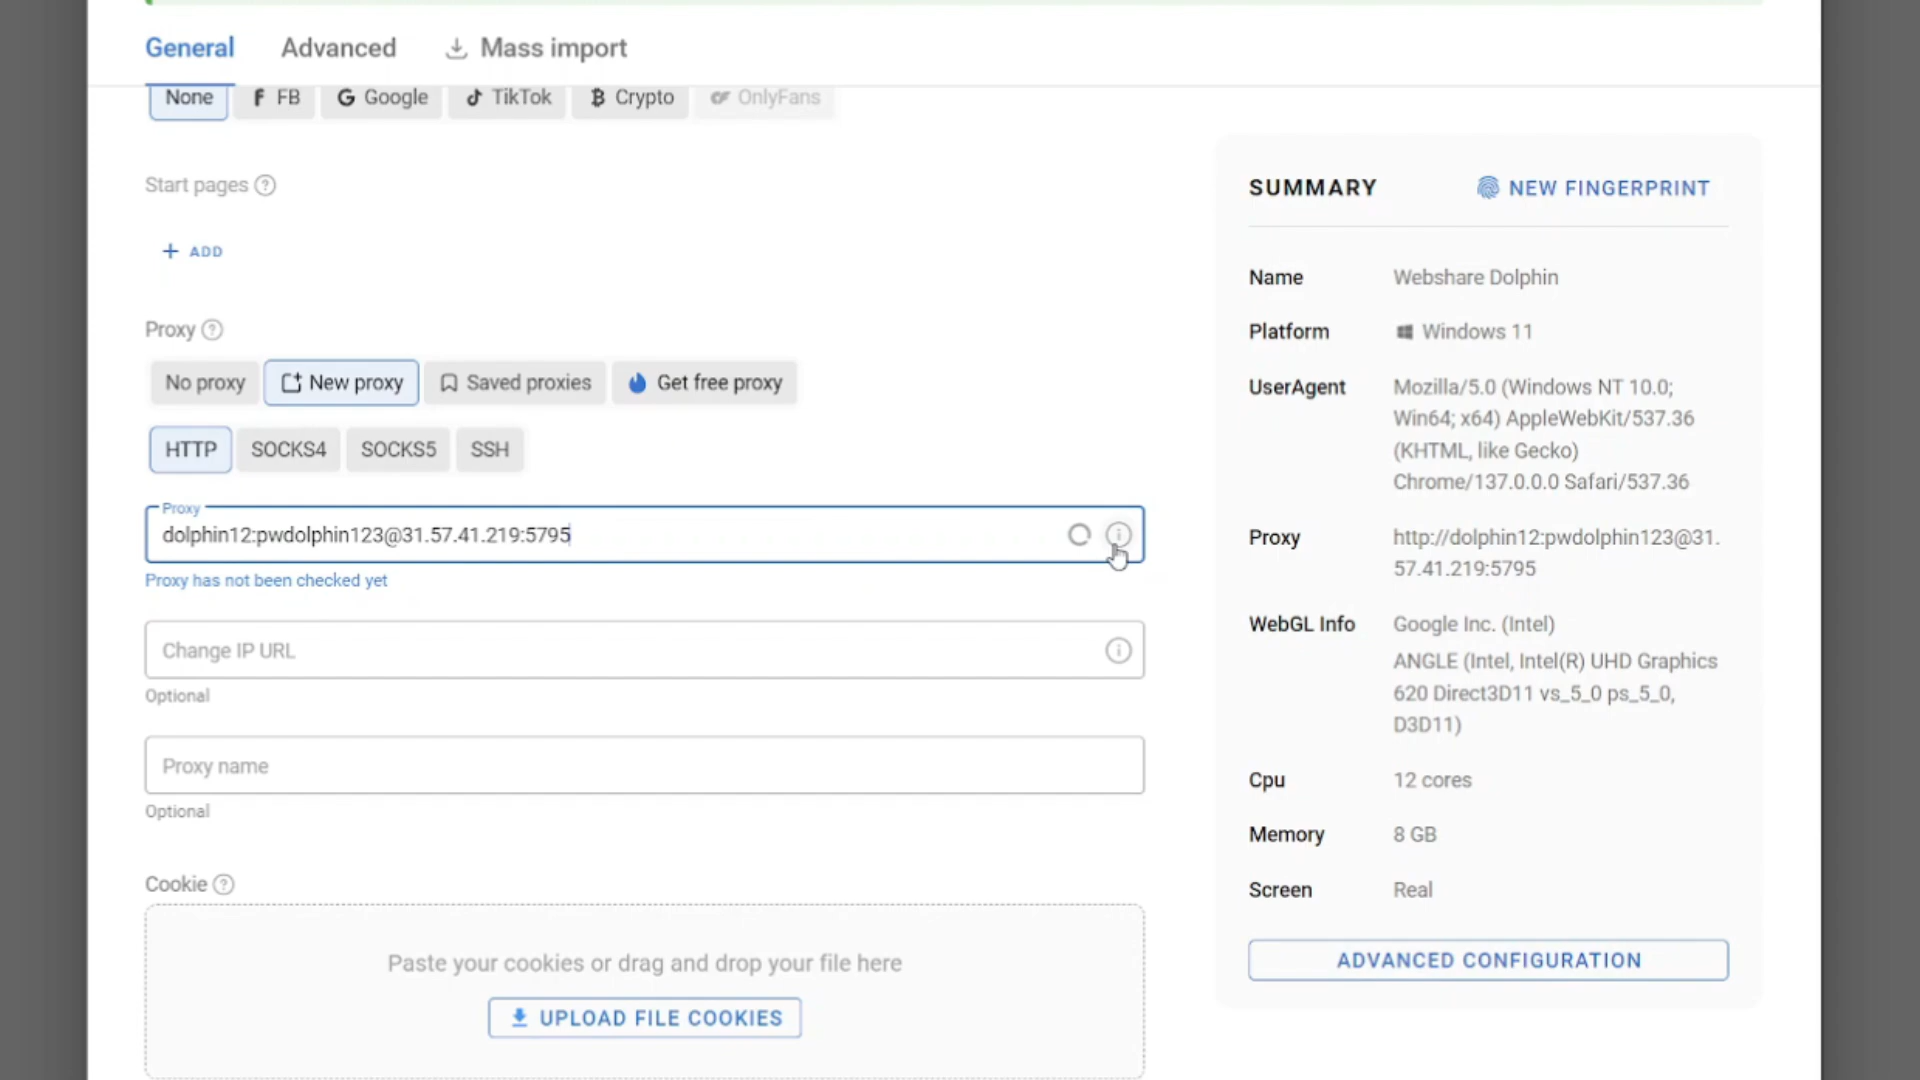 General Advanced Mass import
None FB Google TikTok Crypto OnlyFans
Start pages
ADD
Proxy
No proxy New proxy Saved proxies Get free proxy
HTTP SOCKS4 SOCKS5 SSH
Proxy
dolphin12:pwdolphin123@31.57.41.219:5795
Proxy has not been checked yet
Change IP URL
Optional
Proxy name
Optional
Cookie
Paste your cookies or drag and drop your file here
UPLOAD FILE COOKIES
SUMMARY NEW FINGERPRINT
Name Webshare Dolphin
Platform Windows 11
UserAgent Mozilla/5.0 (Windows NT 10.0;
Win64; x64) AppleWebKit/537.36
(KHTML, like Gecko)
Chrome/137.0.0.0 Safari/537.36
Proxy http://dolphin12:pwdolphin123@31.
57.41.219:5795
WebGL Info Google Inc. (Intel)
ANGLE (Intel, Intel(R) UHD Graphics
620 Direct3D11 vs_5_0 ps_5_0,
D3D11)
Cpu 12 cores
Memory 8 GB
Screen Real
ADVANCED CONFIGURATION